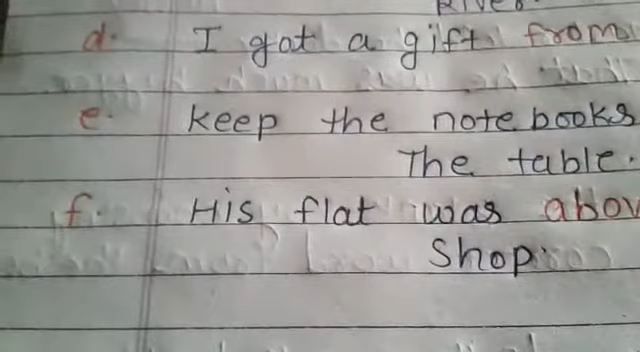 d. I got a gift from
e. keep the note books
the table.
f. His flat was abov
Shop.